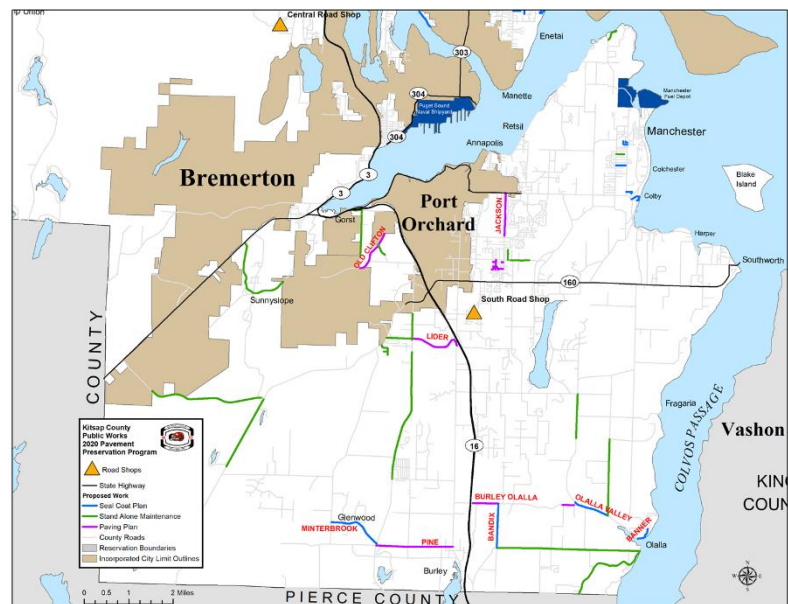 Central Road Shop
303
Enetai
304
Puget Sound
Naval Shipyard
Manette
Manchester
Fuel Depot
304
Retsil
Manchester
Annapolis
3
Bremerton
Colchester
Blake
Island
3
Port
Orchard
Colby
Gorst
JACKSON
Harper
OLD CLIFTON
Southworth
160
Sunnyslope
South Road Shop
LIDER
COUNTY
Fragaria
COLVOS PASSAGE
Vashon
Kitsap County
Public Works
2020 Pavement
Preservation Program
Road Shops
State Highway
Proposed Work
Seal Coat Plan
Stand Alone Maintenance
Paving Plan
County Roads
Reservation Boundaries
Incorporated City Limit Outlines
16
KING
COUN
BURLEY OLALLA
OLALLA VALLEY
Glenwood
MINTERBROOK
BANDIX
BANNER
PINE
Olalla
Burley
0 0.5 1 2 Miles
PIERCE COUNTY
N